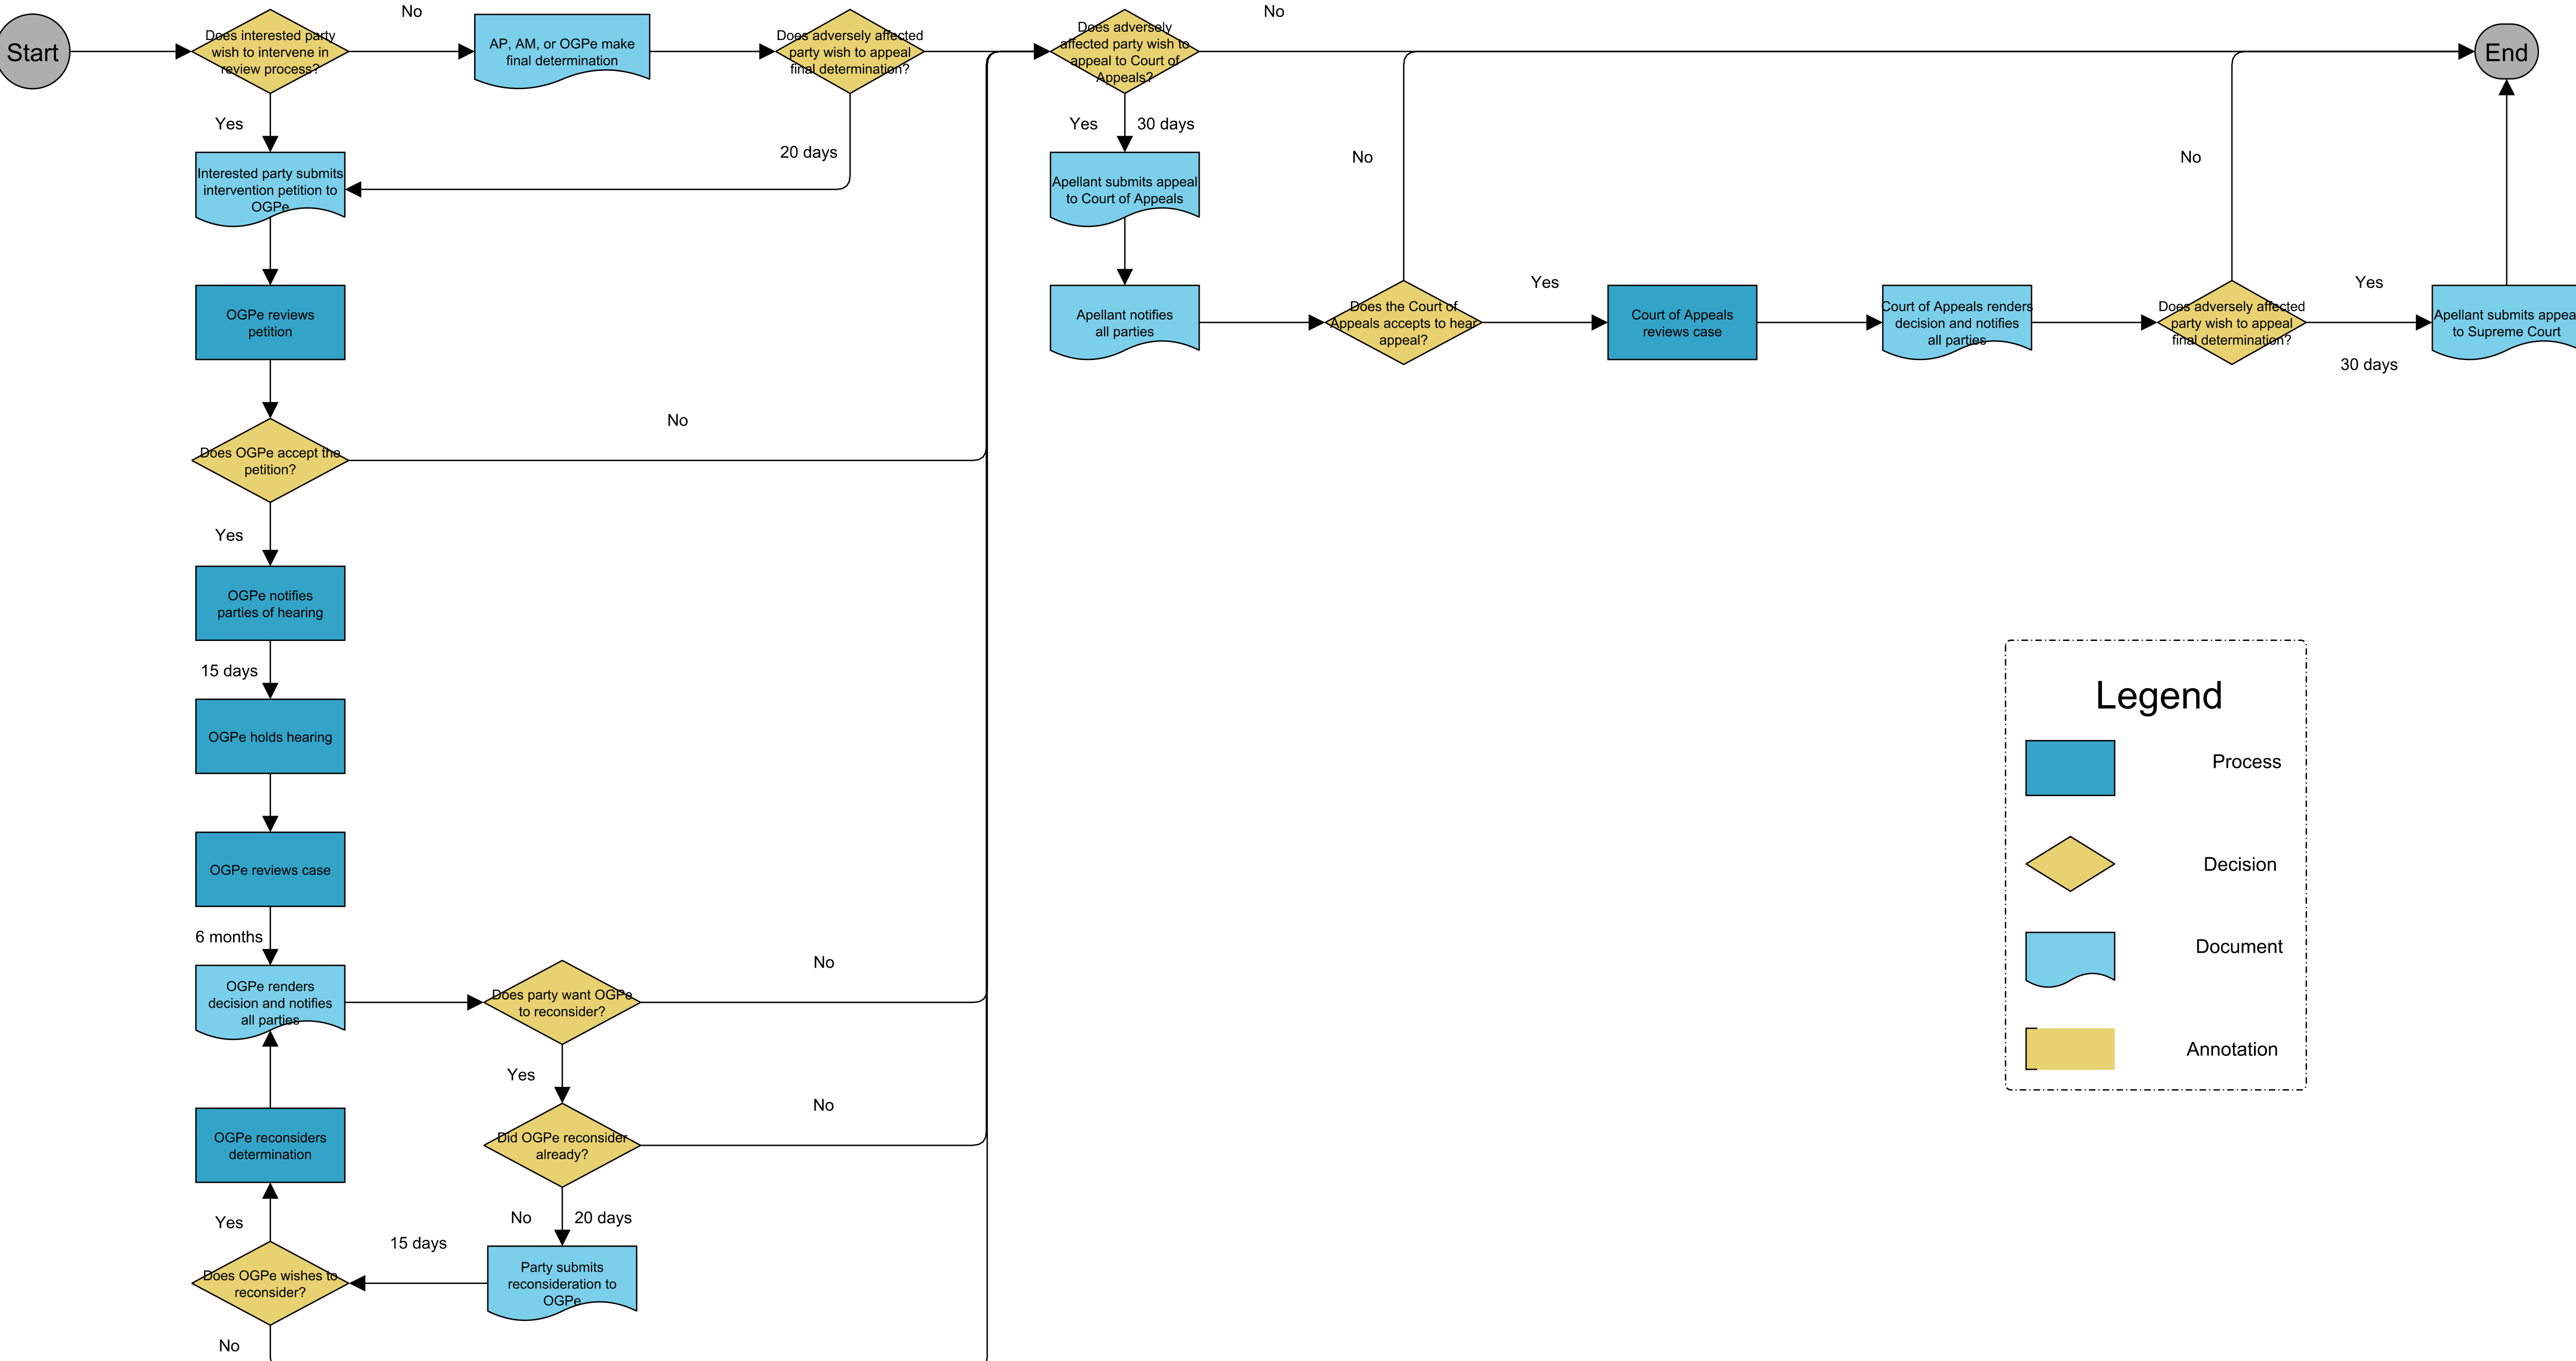 Start
Does interested party
wish to intervene in
review process?
No
AP, AM, or OGPe make
final determination
Does adversely affected
party wish to appeal
final determination?
Does adversely
affected party wish to
appeal to Court of
Appeals?
No
End
Yes
20 days
Yes
30 days
No
No
Interested party submits
intervention petition to
OGPe
Apellant submits appeal
to Court of Appeals
OGPe reviews
petition
Apellant notifies
all parties
Does the Court of
Appeals accepts to hear
appeal?
Yes
Court of Appeals
reviews case
Court of Appeals renders
decision and notifies
all parties
Does adversely affected
party wish to appeal
final determination?
Yes
30 days
Apellant submits appea
to Supreme Court
Does OGPe accept the
petition?
No
Yes
OGPe notifies
parties of hearing
15 days
OGPe holds hearing
OGPe reviews case
6 months
OGPe renders
decision and notifies
all parties
Does party want OGPe
to reconsider?
No
Yes
Did OGPe reconsider
already?
No
OGPe reconsiders
determination
No
20 days
Yes
15 days
Party submits
reconsideration to
OGPe
Does OGPe wishes to
reconsider?
No
Legend
Process
Decision
Document
Annotation